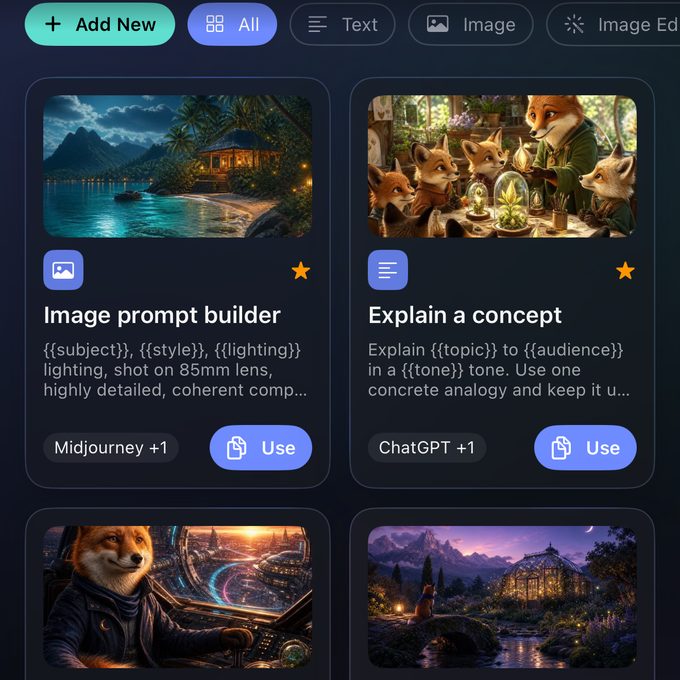 + Add New
All
Text
Image
Image Ed
Image prompt builder
{{subject}}, {{style}}, {{lighting}}
lighting, shot on 85mm lens,
highly detailed, coherent comp...
Midjourney +1
Use
Explain a concept
Explain {{topic}} to {{audience}}
in a {{tone}} tone. Use one
concrete analogy and keep it u...
ChatGPT +1
Use